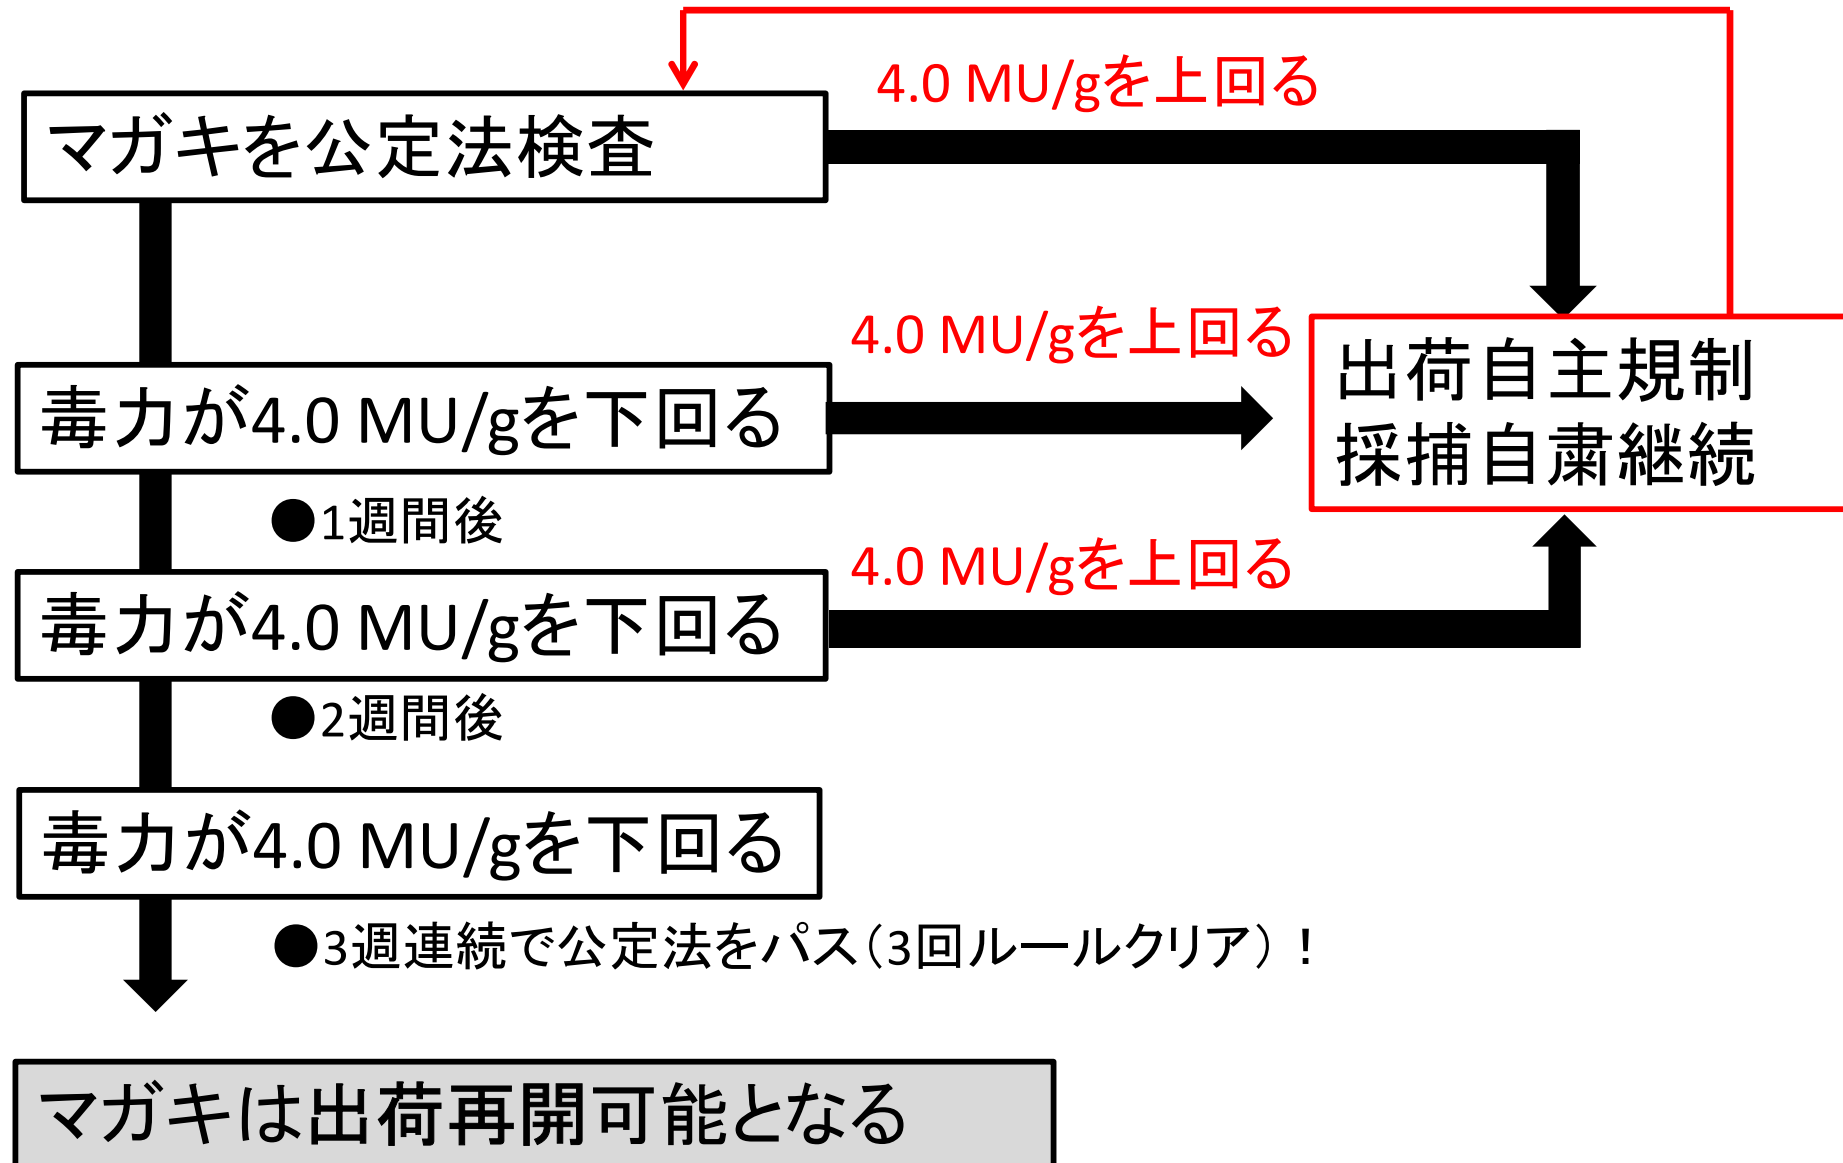 4.0 MU/gを上回る
マガキを公定法検査
4.0 MU/gを上回る
出荷自主規制
採捕自粛継続
毒力が4.0 MU/gを下回る
●1週間後
4.0 MU/gを上回る
毒力が4.0 MU/gを下回る
●2週間後
毒力が4.0 MU/gを下回る
●3週連続で公定法をパス（3回ルールクリア）！
マガキは出荷再開可能となる